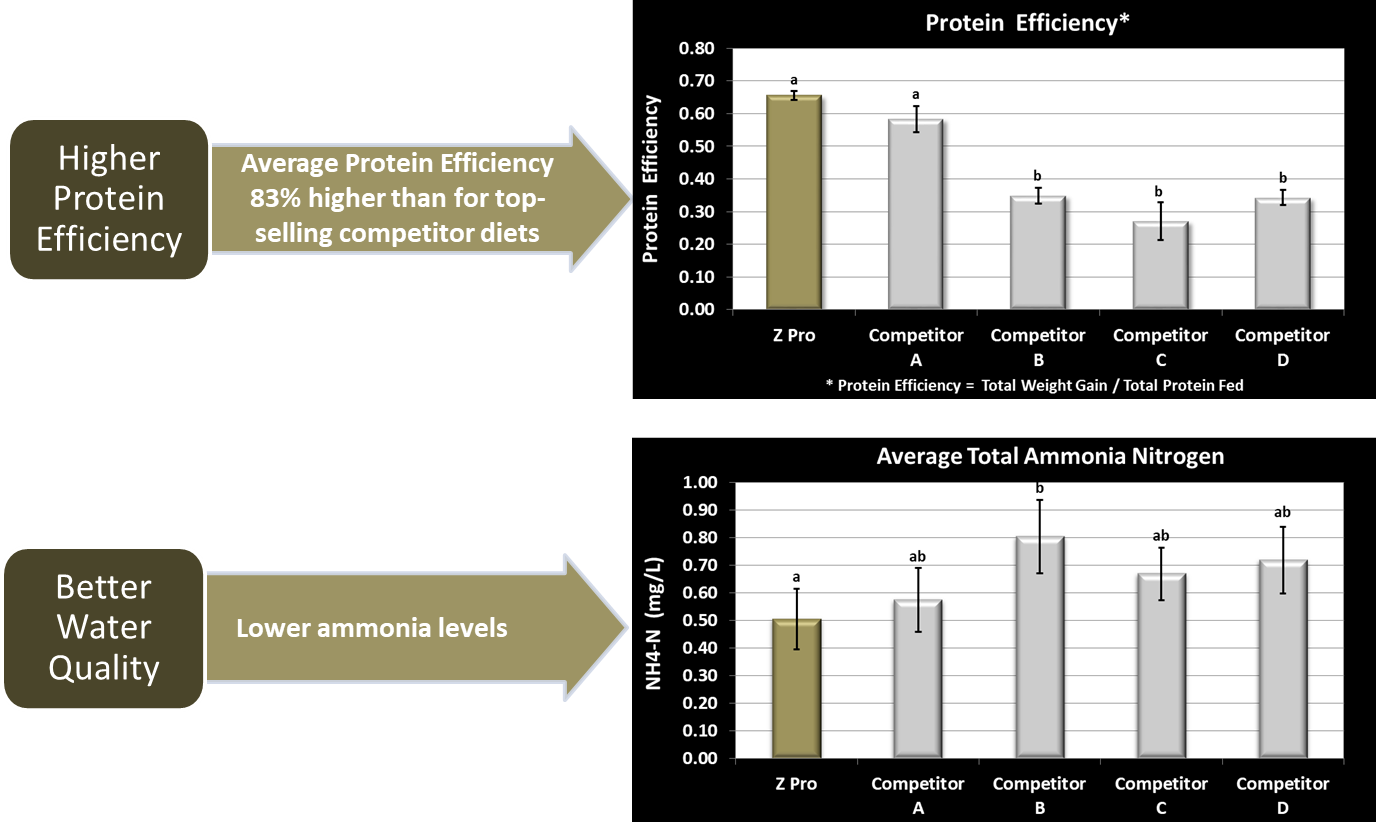 Higher
Protein
Efficiency
Average Protein Efficiency
83% higher than for top-
selling competitor diets
Protein Efficiency*
Protein Efficiency
0.80
0.70
0.60
0.50
0.40
0.30
0.20
0.10
0.00
a
a
b
b
b
Z Pro
Competitor
A
Competitor
B
Competitor
C
Competitor
D
* Protein Efficiency = Total Weight Gain / Total Protein Fed
Better
Water
Quality
Lower ammonia levels
Average Total Ammonia Nitrogen
NH4-N (mg/L)
1.00
0.90
0.80
0.70
0.60
0.50
0.40
0.30
0.20
0.10
0.00
a
ab
b
ab
ab
Z Pro
Competitor
A
Competitor
B
Competitor
C
Competitor
D